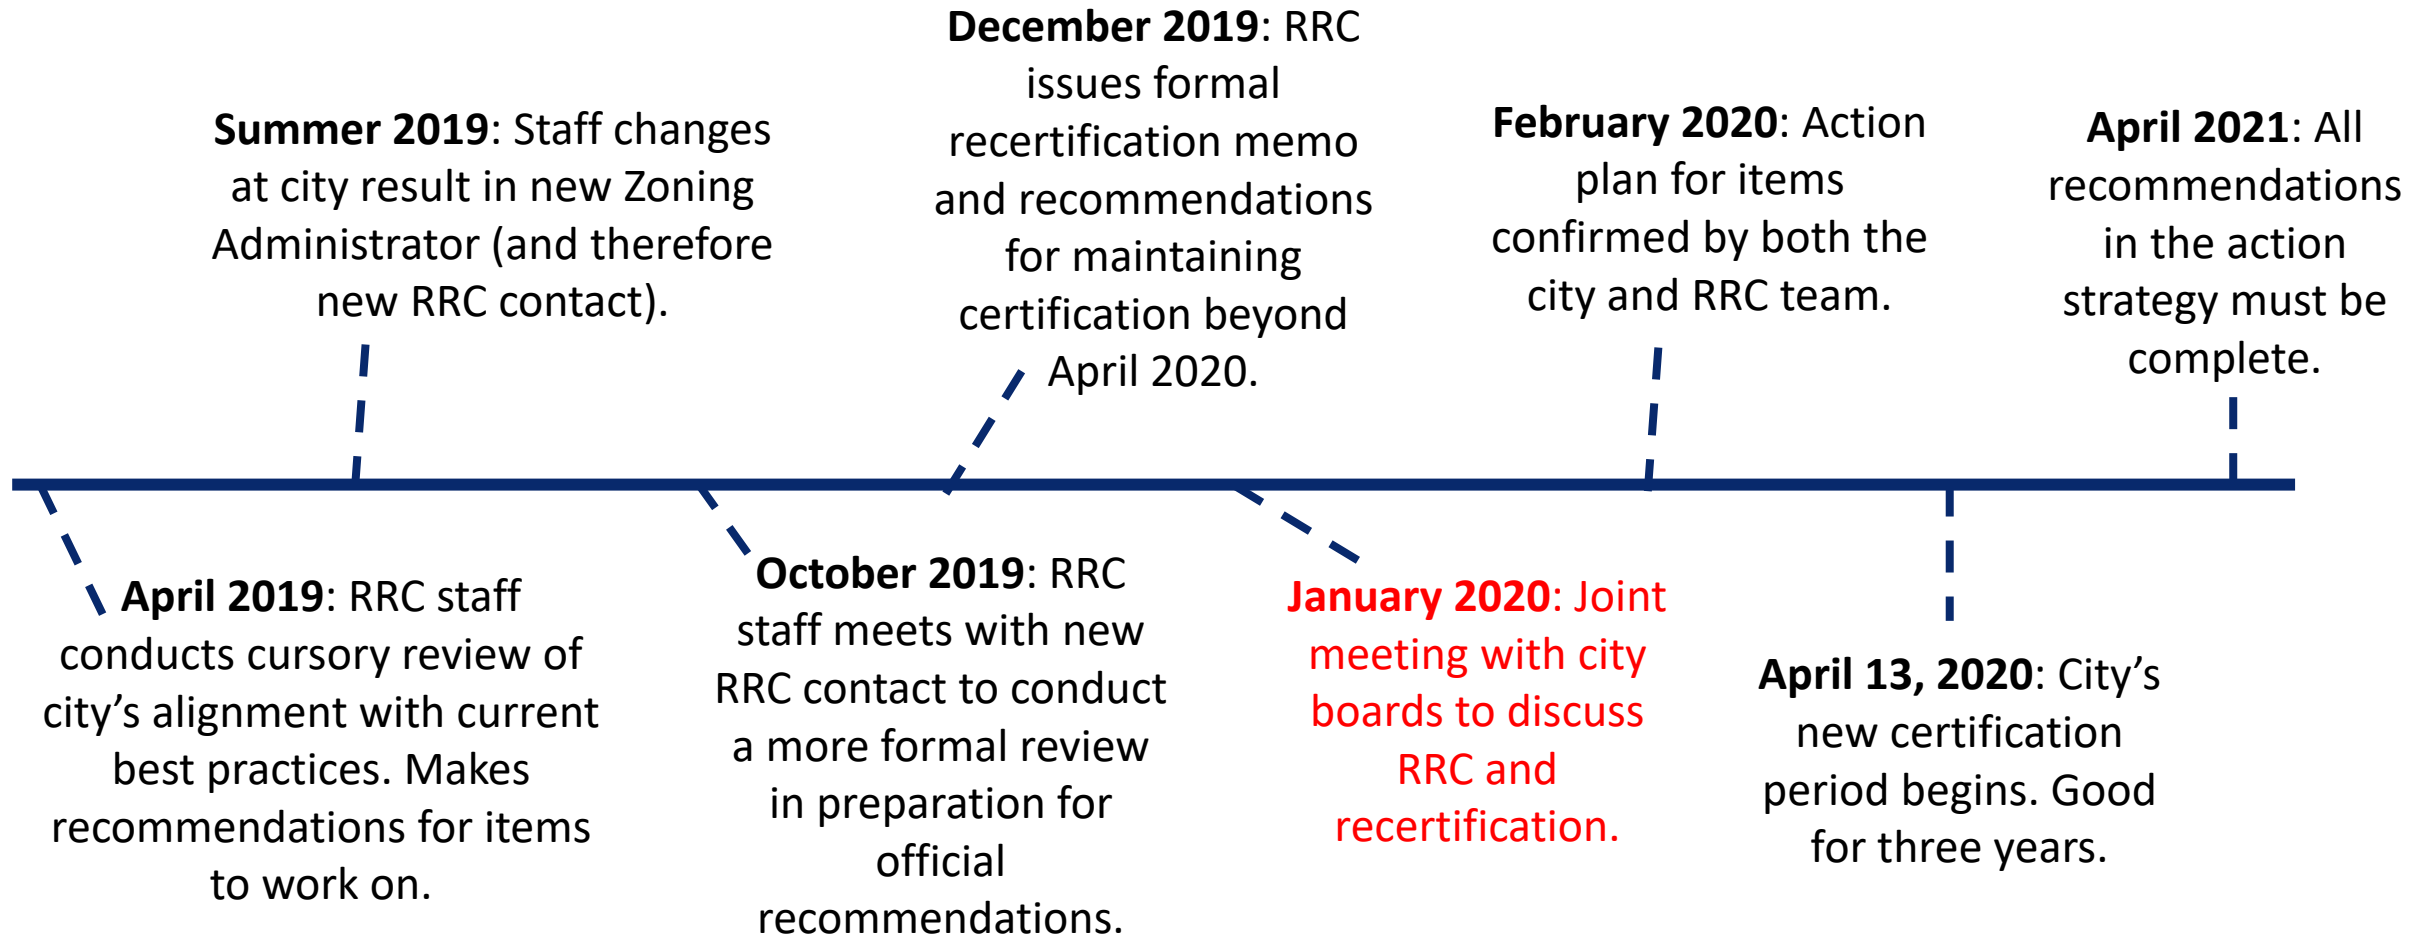 April 2019: RRC staff
conducts cursory review of
city’s alignment with current
best practices. Makes
recommendations for items
to work on.
Summer 2019: Staff changes
at city result in new Zoning
Administrator (and therefore
new RRC contact).
October 2019: RRC
staff meets with new
RRC contact to conduct
a more formal review
in preparation for
official
recommendations.
December 2019: RRC
issues formal
recertification memo
and recommendations
for maintaining
certification beyond
April 2020.
January 2020: Joint
meeting with city
boards to discuss
RRC and
recertification.
February 2020: Action
plan for items
confirmed by both the
city and RRC team.
April 13, 2020: City’s
new certification
period begins. Good
for three years.
April 2021: All
recommendations
in the action
strategy must be
complete.